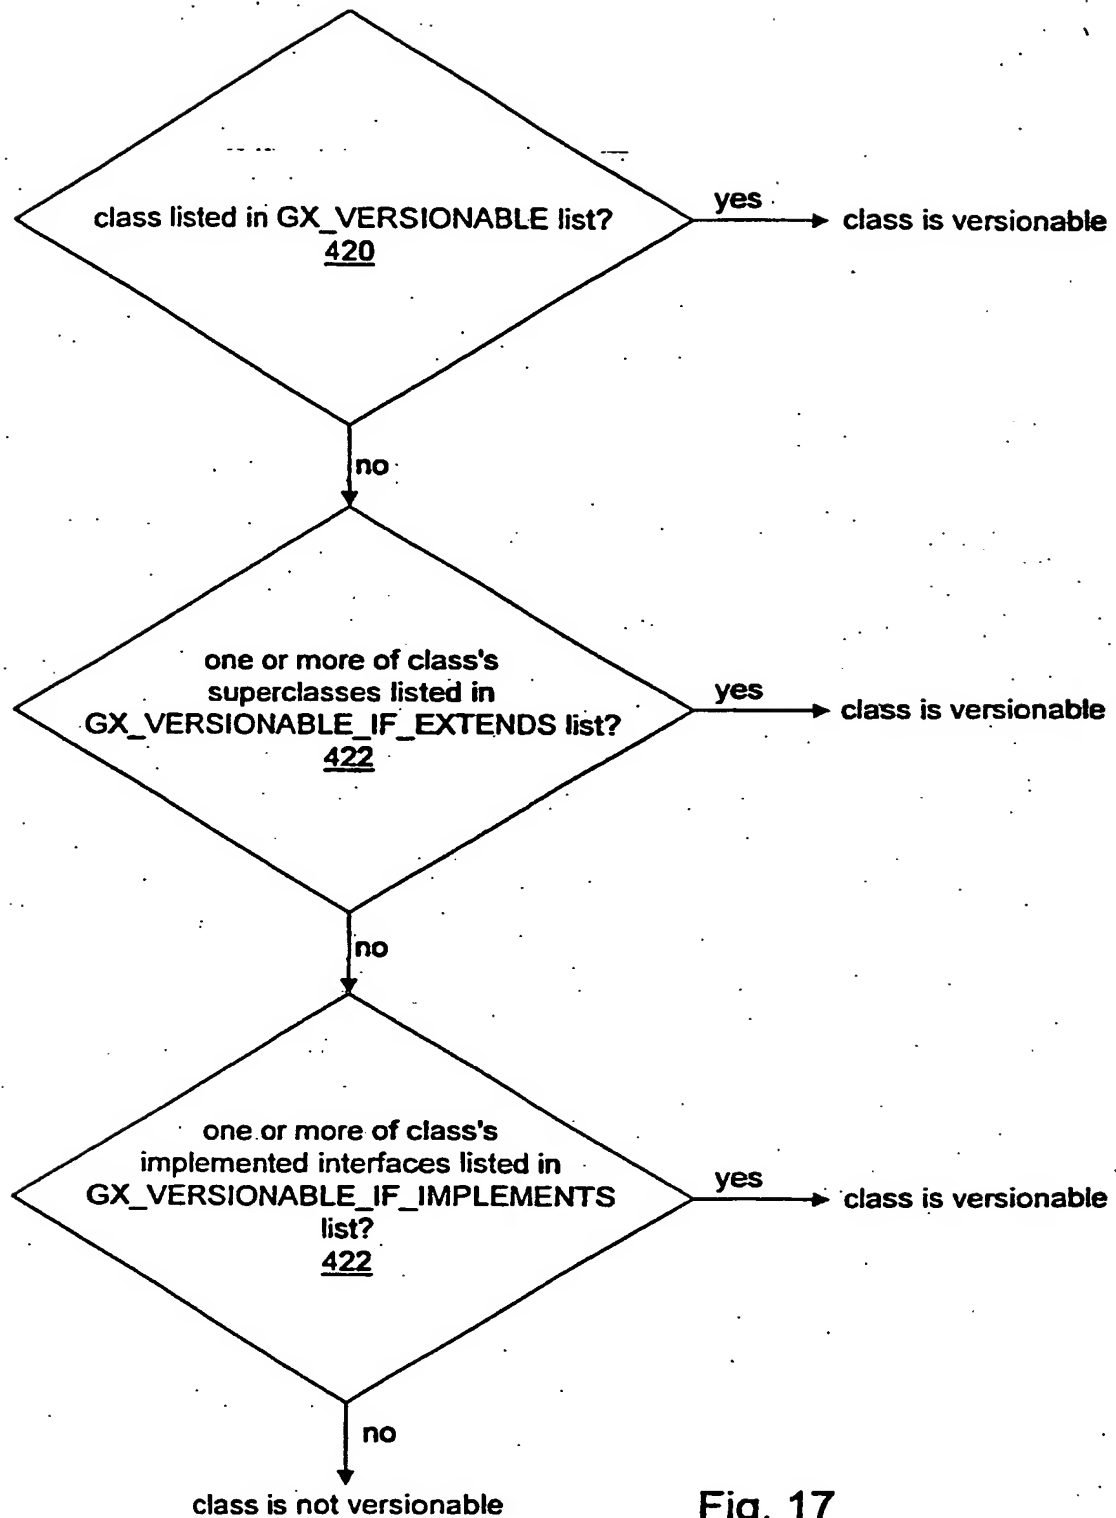 class listed in GX_VERSIONABLE list?
420
yes
class is versionable
no
one or more of class's
superclasses listed in
GX_VERSIONABLE_IF_EXTENDS list?
422
yes
class is versionable
no
one or more of class's
implemented interfaces listed in
GX_VERSIONABLE_IF_IMPLEMENTS
list?
422
yes
class is versionable
no
class is not versionable
Fig. 17